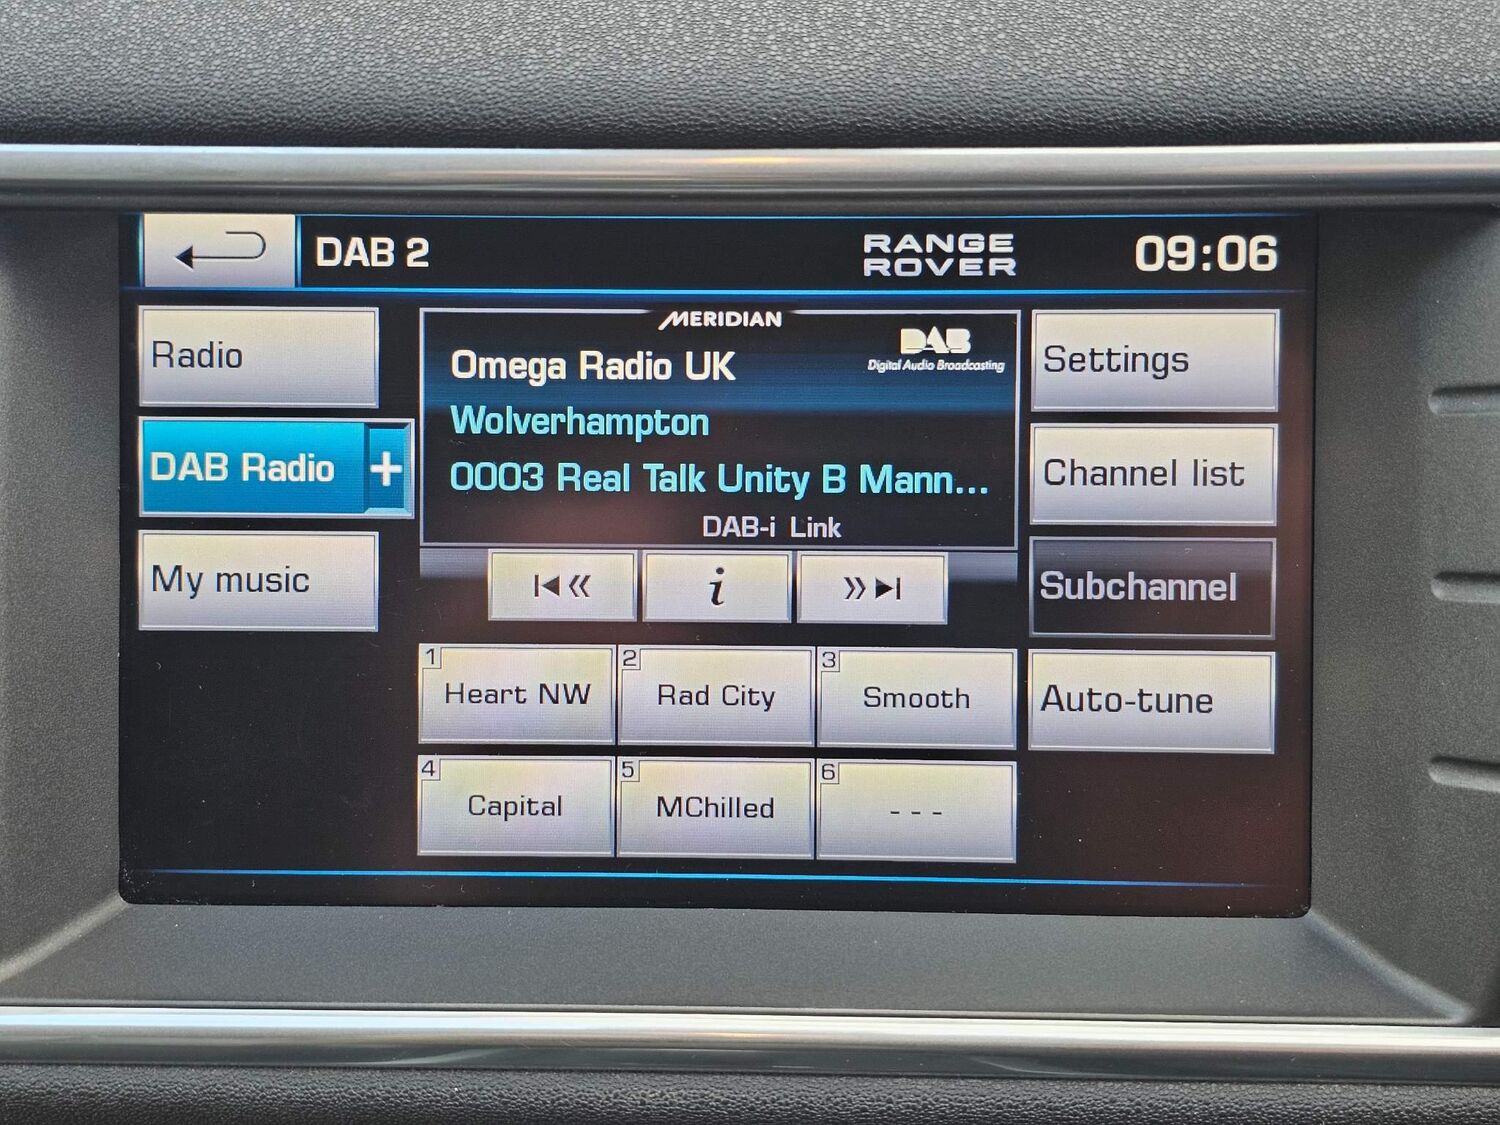 DAB 2
RANGE
ROVER
09:06
Radio
DAB Radio +
My music
MERIDIAN
Omega Radio UK
DAB
Digital Audio Broadcasting
Wolverhampton
0003 Real Talk Unity B Mann...
DAB-i Link
i
Settings
Channel list
Subchannel
Auto-tune
1 Heart NW
2 Rad City
3 Smooth
4 Capital
5 MChilled
6 - - -